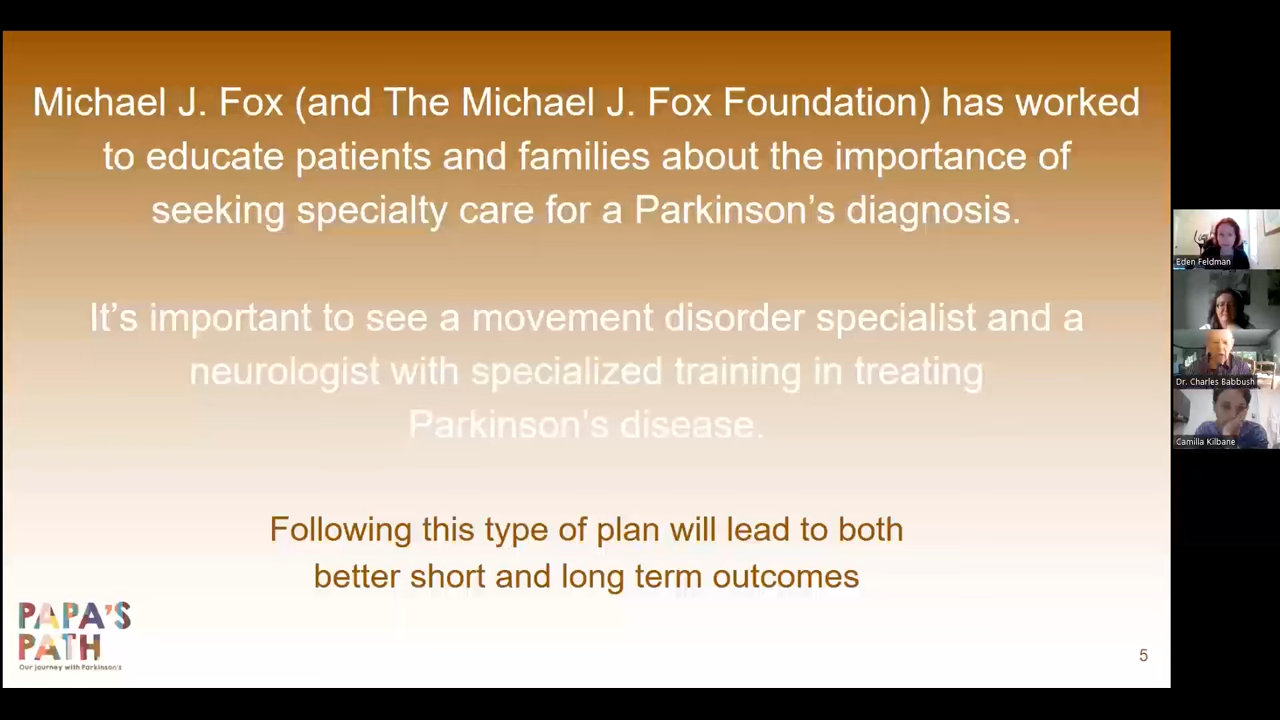 Michael J. Fox (and The Michael J. Fox Foundation) has worked
to educate patients and families about the importance of
seeking specialty care for a Parkinson’s diagnosis.
It’s important to see a movement disorder specialist and a
neurologist with specialized training in treating
Parkinson’s disease.
Following this type of plan will lead to both
better short and long term outcomes
PAPA’S
PATH
Our journey with Parkinson’s
5
Eden Feldman
Dr. Charles Babbush
Camilla Kilbane